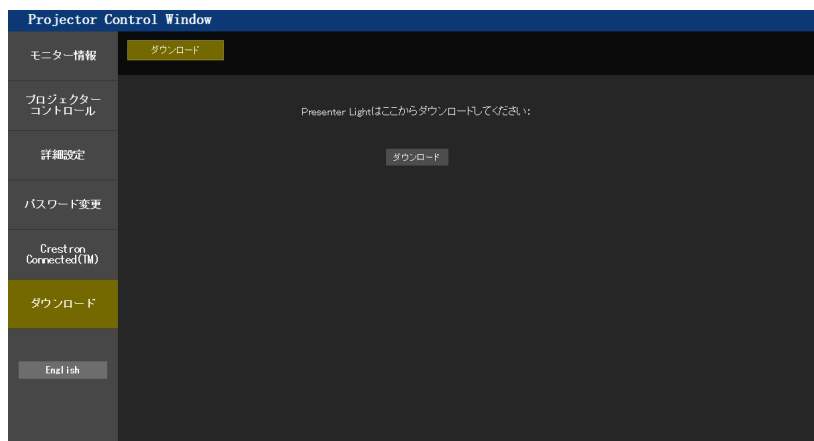 Projector Control Window
モニター情報
プロジェクター
コントロール
詳細設定
パスワード変更
Crestron
Connected(TM)
ダウンロード
English
ダウンロード
Presenter Lightはここからダウンロードしてください:
ダウンロード